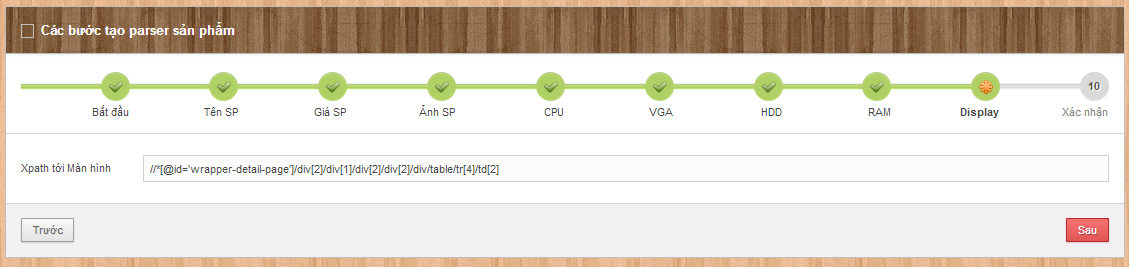 Các bước tạo parser sản phẩm
10
Bắt đầu Tên SP Giá SP Ảnh SP CPU VGA HDD RAM Display Xác nhận
Xpath tới Màn hình //*[@id='wrapper-detail-page']/div[2]/div[1]/div[2]/div[2]/div/table/tr[4]/td[2]
Trước Sau